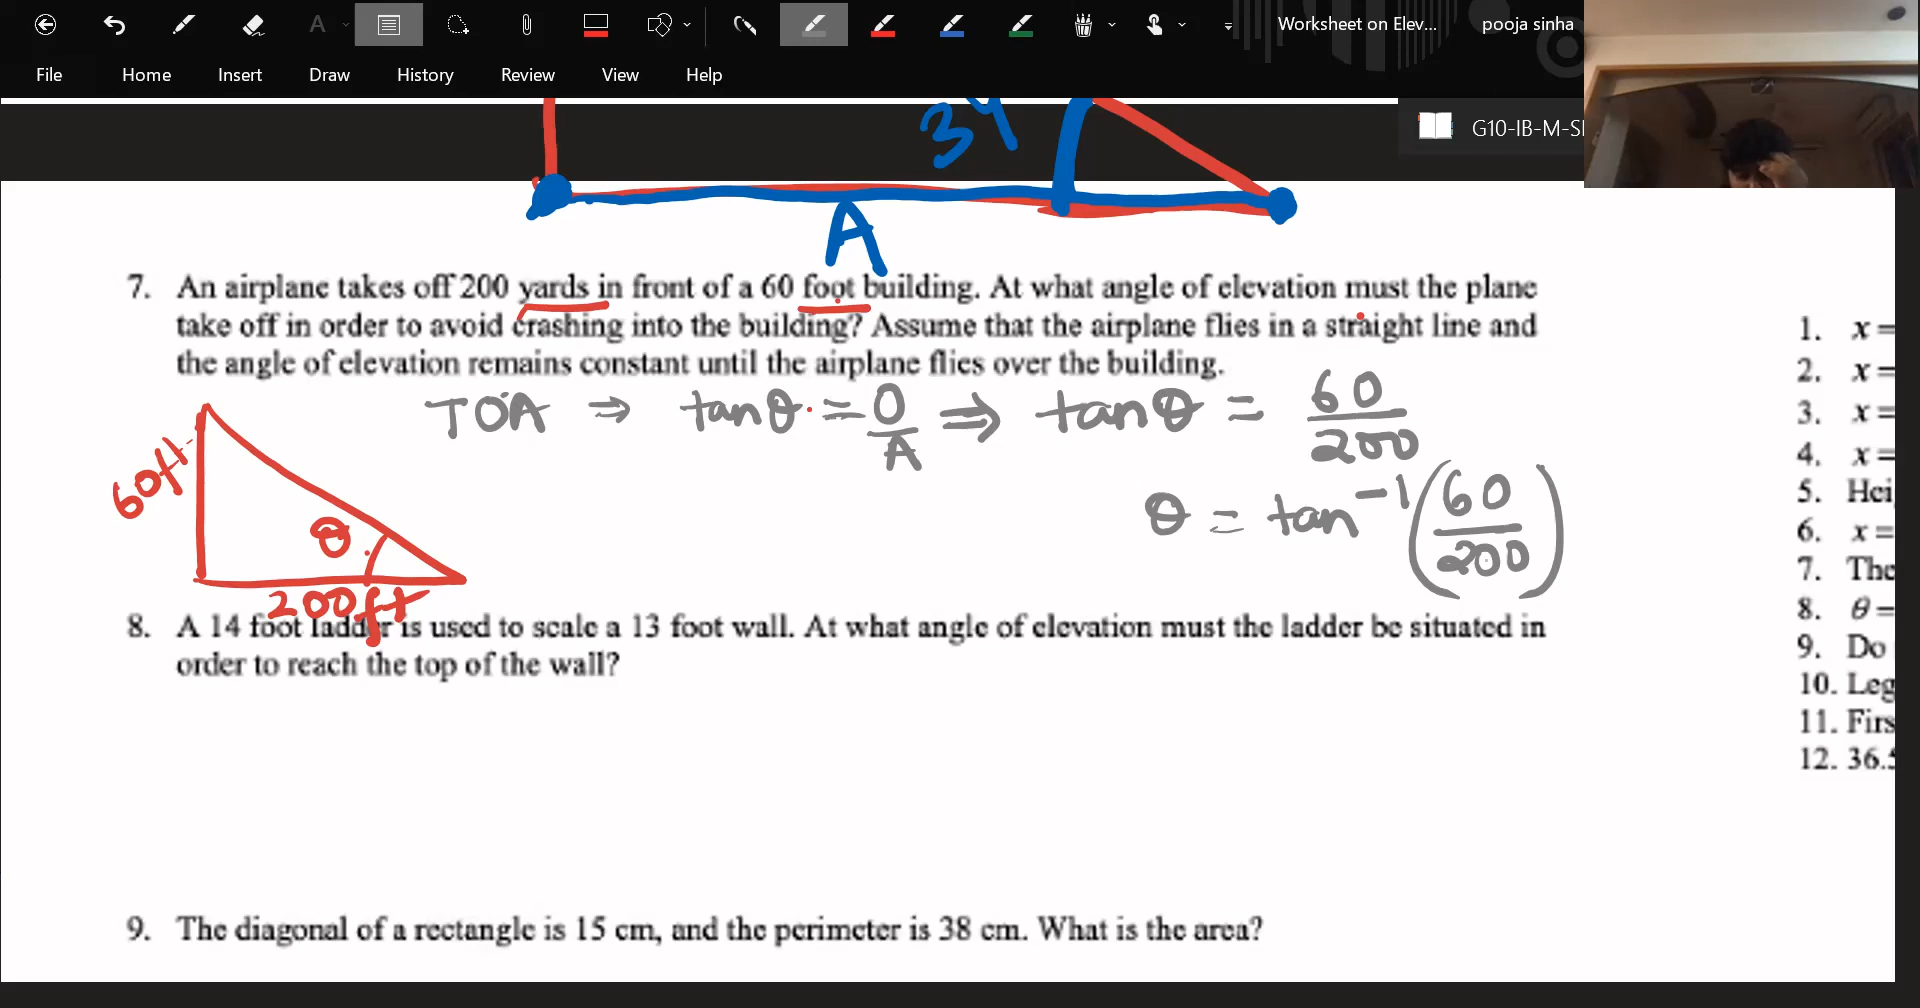 Worksheet on Elev... pooja sinha
File Home Insert Draw History Review View Help
G10-IB-M-S
34
A
7. An airplane takes off 200 yards in front of a 60 foot building. At what angle of elevation must the plane
take off in order to avoid crashing into the building? Assume that the airplane flies in a straight line and
the angle of elevation remains constant until the airplane flies over the building.
TOA ⇒ tanθ = O/A ⇒ tanθ = 60/200
θ = tan⁻¹(60/200)
60ft
θ
200ft
8. A 14 foot ladder is used to scale a 13 foot wall. At what angle of elevation must the ladder be situated in
order to reach the top of the wall?
9. The diagonal of a rectangle is 15 cm, and the perimeter is 38 cm. What is the area?
1. x=
2. x=
3. x=
4. x=
5. Hei
6. x=
7. The
8. θ=
9. Do
10. Leg
11. Firs
12. 36.